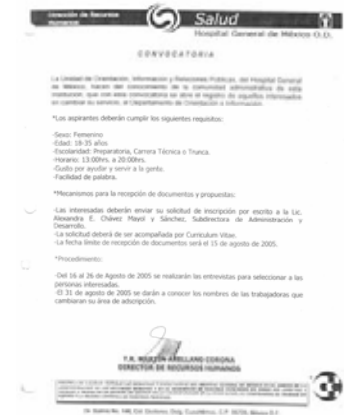 Dirección de Recursos
Humanos
Salud
Hospital General de México O.D.
CONVOCATORIA
La Unidad de Orientación, Información y Relaciones Públicas, del Hospital General
de México, hacen del conocimiento de la comunidad administrativa de esta
institución, que con esta convocatoria se abre el registro de aquellos interesados
en cambiar su servicio, al Departamento de Orientación e Información.
*Los aspirantes deberán cumplir los siguientes requisitos:
-Sexo: Femenino
-Edad: 18-35 años.
-Escolaridad: Preparatoria, Carrera Técnica o Trunca.
-Horario: 13:00hrs. a 20:00hrs.
-Gusto por ayudar y servir a la gente.
-Facilidad de palabra.
*Mecanismos para la recepción de documentos y propuestas:
-Las interesadas deberán enviar su solicitud de inscripción por escrito a la Lic.
Alexandra E. Chávez Mayol y Sánchez, Subdirectora de Administración y
Desarrollo.
-La solicitud deberá de ser acompañada por Curriculum Vitae.
-La fecha límite de recepción de documentos será el 15 de agosto de 2005.
*Procedimiento:
-Del 16 al 26 de Agosto de 2005 se realizarán las entrevistas para seleccionar a las
personas interesadas.
-El 31 de agosto de 2005 se darán a conocer los nombres de las trabajadoras que
cambiaran su área de adscripción.
ARELLANO CORONA
DIRECTOR DE RECURSOS HUMANOS